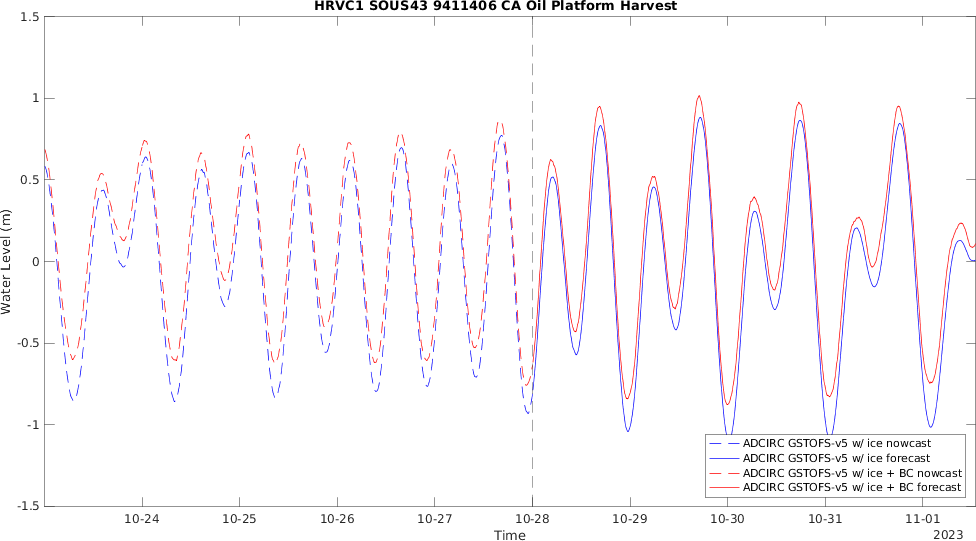 HRVC1 SOUS43 9411406 CA Oil Platform Harvest
1.5
1
0.5
0
-0.5
-1
-1.5
Water Level (m)
ADCIRC GSTOFS-v5 w/ ice nowcast
ADCIRC GSTOFS-v5 w/ ice forecast
ADCIRC GSTOFS-v5 w/ ice + BC nowcast
ADCIRC GSTOFS-v5 w/ ice + BC forecast
10-24 10-25 10-26 10-27 10-28 10-29 10-30 10-31 11-01
Time
2023